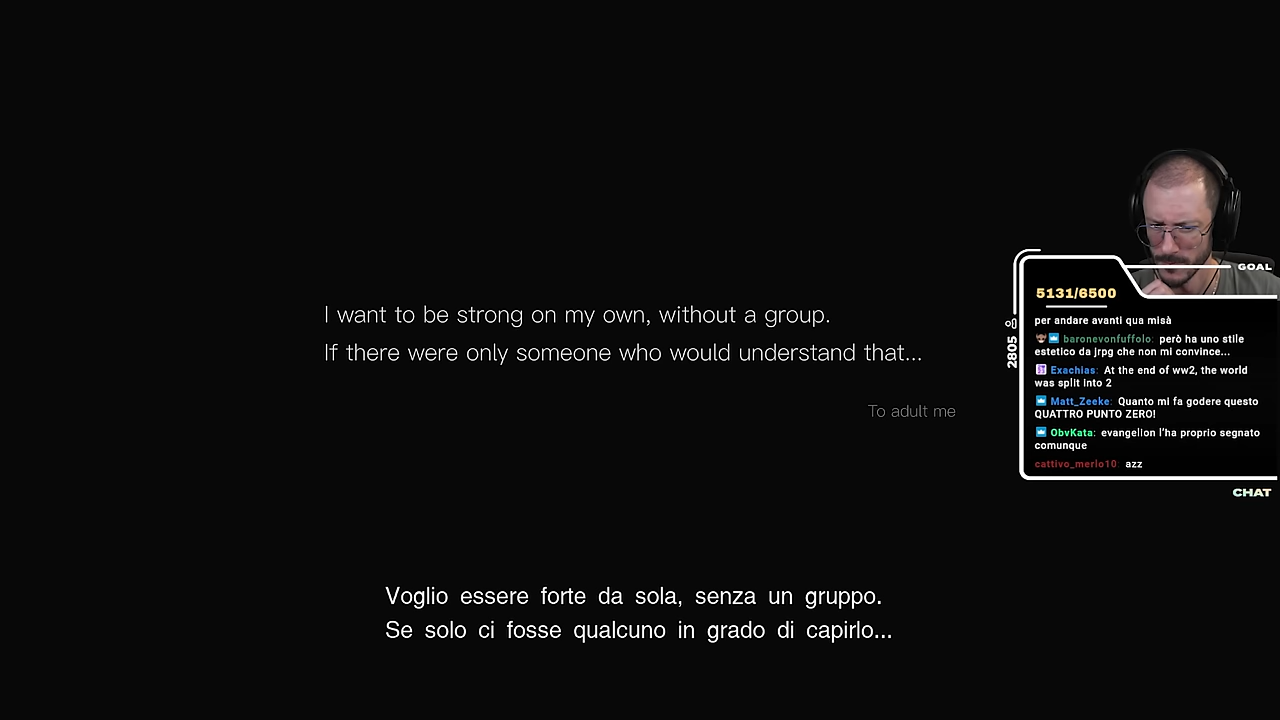 I want to be strong on my own, without a group.
If there were only someone who would understand that...
To adult me
Voglio essere forte da sola, senza un gruppo.
Se solo ci fosse qualcuno in grado di capirlo...
GOAL
5131/6500
2805
per andare avanti qua misà
baronevonfuffolo: però ha uno stile
estetico da jrpg che non mi convince...
Exachias: At the end of ww2, the world
was split into 2
Matt_Zeeke: Quanto mi fa godere questo
QUATTRO PUNTO ZERO!
ObvKata: evangelion l'ha proprio segnato
comunque
cattivo_merlo10: azz
CHAT